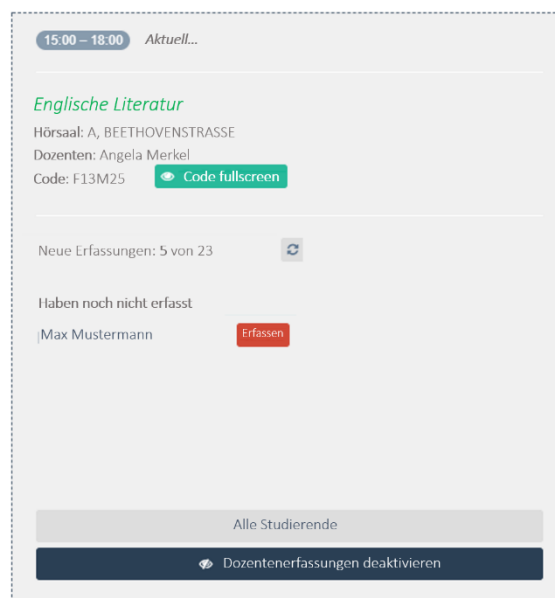 15:00 – 18:00 Aktuell...
Englische Literatur
Hörsaal: A, BEETHOVENSTRASSE
Dozenten: Angela Merkel
Code: F13M25 Code fullscreen
Neue Erfassungen: 5 von 23
Haben noch nicht erfasst
Max Mustermann Erfassen
Alle Studierende
Dozentenerfassungen deaktivieren